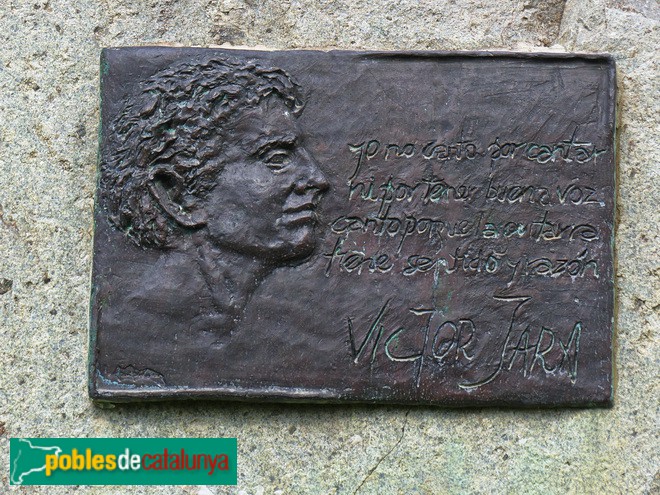 yo no canto por cantar
ni por tener buena voz
canto porque la guitarra
tiene sentido y razón
VICTOR JARA
poblesdecatalunya